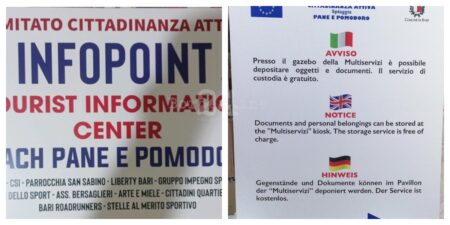 MITATO CITTADINANZA ATTI
INFOPOINT
OURIST INFORMATIO
CENTER
ACH PANE E POMODO
CSI - PARROCCHIA SAN SABINO - LIBERTY BARI - GRUPPO IMPEGNO SP
DELLO SPORT - ASS. BERSAGLIERI - ARTE E MIELE - CITTADINI QUARTIE
BARI ROADRUNNERS - STELLE AL MERITO SPORTIVO
CITTADINANZA ATTIVA
Spiaggia
PANE E POMODORO
AVVISO
Presso il gazebo della Multiservizi è possibile
depositare oggetti e documenti. Il servizio di
custodia è gratuito.
NOTICE
Documents and personal belongings can be stored at
the "Multiservizi" kiosk. The storage service is free of
charge.
HINWEIS
Gegenstände und Dokumente können im Pavillon
der "Multiservizi" deponiert werden. Der Service ist
kostenlos.